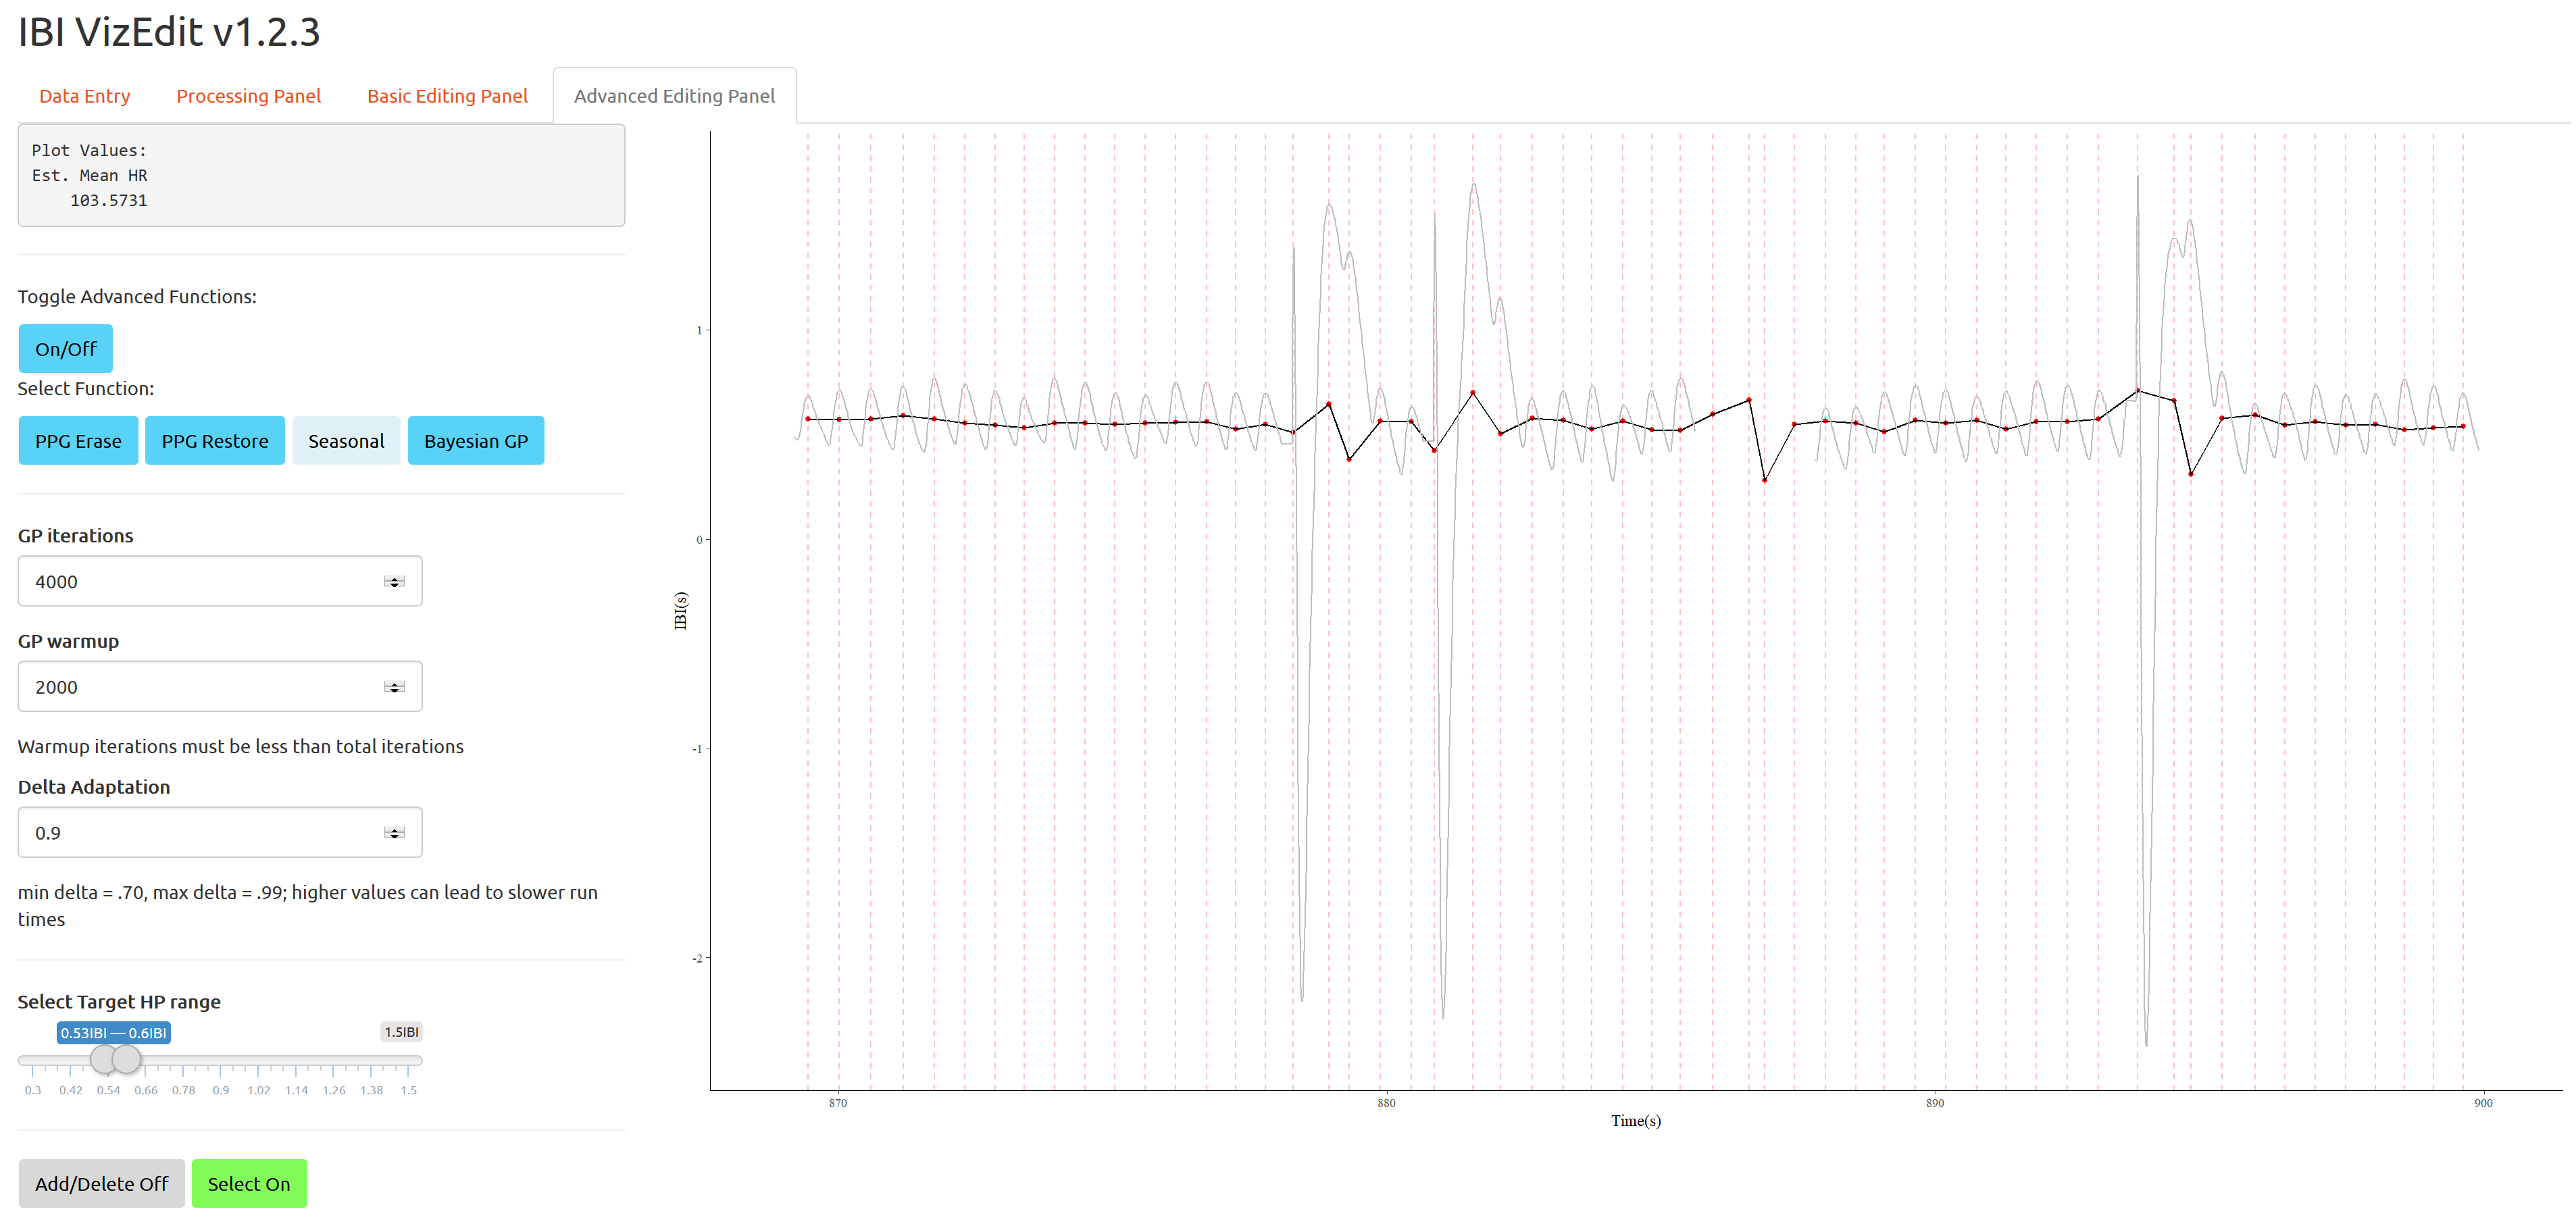 IBI VizEdit v1.2.3
Data Entry Processing Panel Basic Editing Panel Advanced Editing Panel
Plot Values:
Est. Mean HR
103.5731
Toggle Advanced Functions:
On/Off
Select Function:
PPG Erase PPG Restore Seasonal Bayesian GP
GP iterations
4000
GP warmup
2000
Warmup iterations must be less than total iterations
Delta Adaptation
0.9
min delta = .70, max delta = .99; higher values can lead to slower run
times
Select Target HP range
0.53IBI — 0.6IBI 1.5IBI
0.3 0.42 0.54 0.66 0.78 0.9 1.02 1.14 1.26 1.38 1.5
Add/Delete Off Select On
IBI(s)
1
0
-1
-2
870 880 890 900
Time(s)